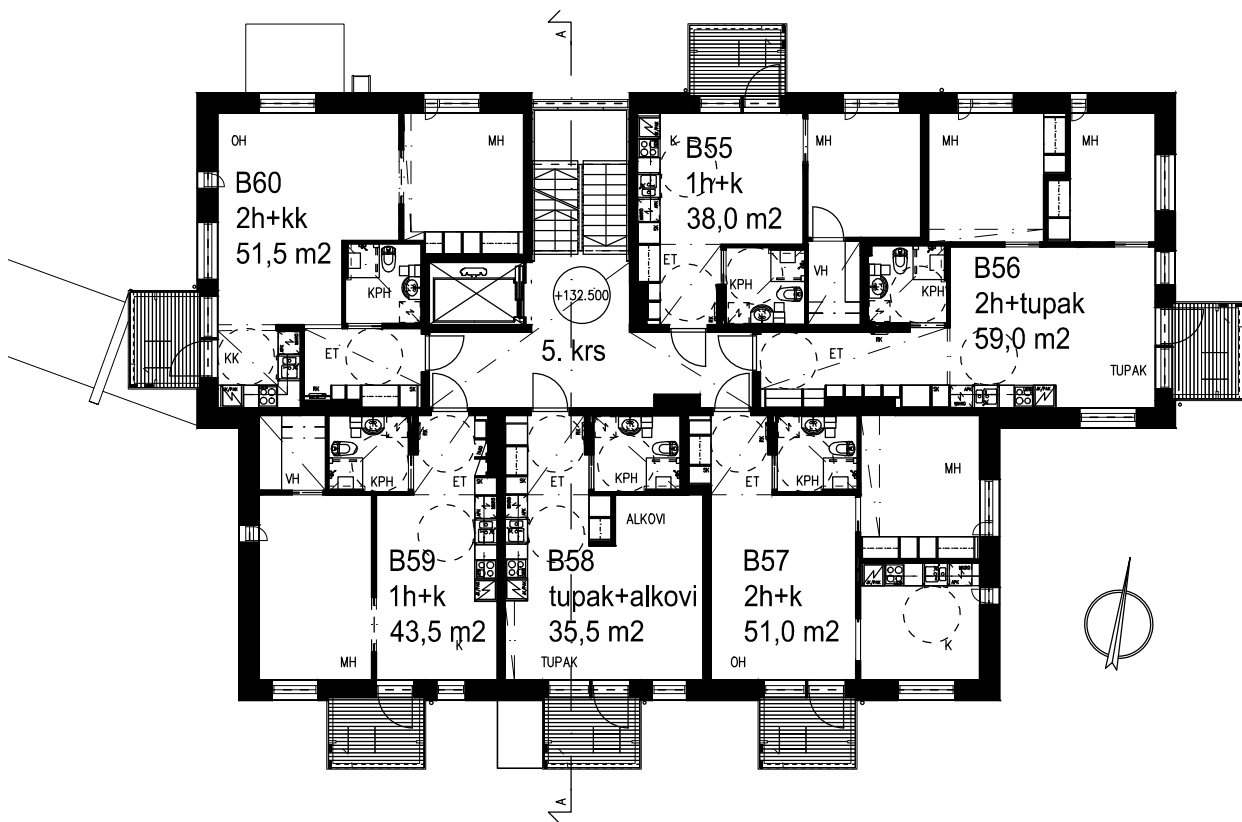 A
OH
MH
K
MH
MH
MH
B60
2h+kk
51,5 m2
B55
1h+k
38,0 m2
ET
KPH
KPH
VH
KPH
B56
2h+tupak
59,0 m2
+132.500
5. krs
KK
ET
RK
SK
ET
SK
TUPAK
VH
KPH
ET
ET
KPH
ET
KPH
MH
ALKOVI
B59
1h+k
43,5 m2
B58
tupak+alkovi
35,5 m2
B57
2h+k
51,0 m2
MH
K
TUPAK
OH
K
A